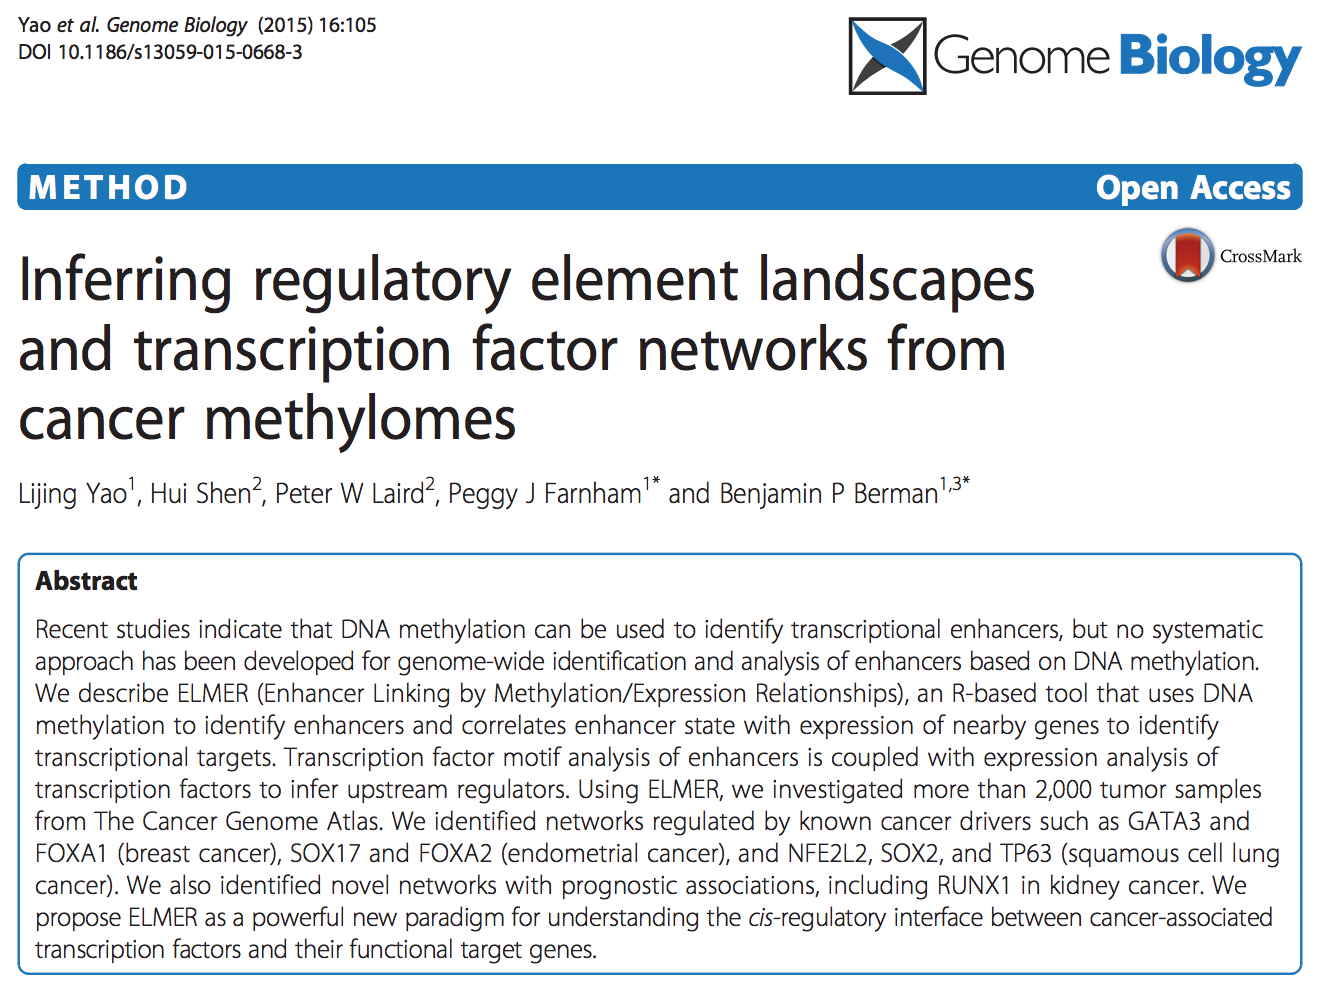 Yao et al. Genome Biology (2015) 16:105
DOI 10.1186/s13059-015-0668-3
Genome Biology
METHOD
Open Access
CrossMark
Inferring regulatory element landscapes
and transcription factor networks from
cancer methylomes
Lijing Yao1, Hui Shen2, Peter W Laird2, Peggy J Farnham1* and Benjamin P Berman1,3*
Abstract
Recent studies indicate that DNA methylation can be used to identify transcriptional enhancers, but no systematic
approach has been developed for genome-wide identification and analysis of enhancers based on DNA methylation.
We describe ELMER (Enhancer Linking by Methylation/Expression Relationships), an R-based tool that uses DNA
methylation to identify enhancers and correlates enhancer state with expression of nearby genes to identify
transcriptional targets. Transcription factor motif analysis of enhancers is coupled with expression analysis of
transcription factors to infer upstream regulators. Using ELMER, we investigated more than 2,000 tumor samples
from The Cancer Genome Atlas. We identified networks regulated by known cancer drivers such as GATA3 and
FOXA1 (breast cancer), SOX17 and FOXA2 (endometrial cancer), and NFE2L2, SOX2, and TP63 (squamous cell lung
cancer). We also identified novel networks with prognostic associations, including RUNX1 in kidney cancer. We
propose ELMER as a powerful new paradigm for understanding the cis-regulatory interface between cancer-associated
transcription factors and their functional target genes.